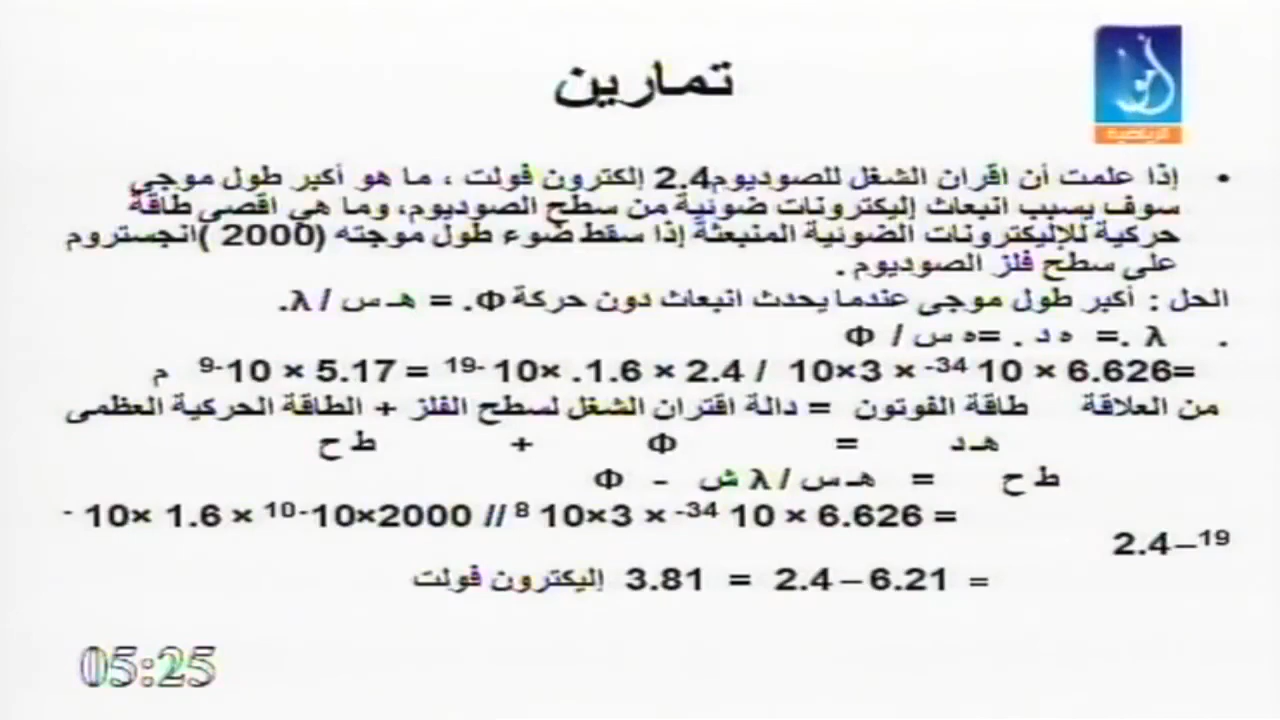 تمارين
الرياضية
• إذا علمت أن اقران الشغل للصوديوم2.4 إلكترون فولت ، ما هو أكبر طول موجي
سوف يسبب انبعاث إليكترونات ضوئية من سطح الصوديوم، وما هي اقصى طاقة
حركية للإليكترونات الضوئية المنبعثة إذا سقط ضوء طول موجته (2000 )انجستروم
على سطح فلز الصوديوم .
الحل : أكبر طول موجى عندما يحدث انبعاث دون حركة Φ. = هـ س / λ.
. λ .= ه د . =ه س / Φ
=6.626 × 10 ³⁴⁻ × 3×10 / 2.4 × 1.6. ×10 ⁻¹⁹ = 5.17 × 10⁻⁹ م
من العلاقة طاقة الفوتون = دالة اقتران الشغل لسطح الفلز + الطاقة الحركية العظمى
هـ د = Φ + ط ح
ط ح = هـ س / λ ش - Φ
= 6.626 × 10 ³⁴⁻ × 3×10 ⁸ // 2000×10⁻¹⁰ × 1.6 ×10 ⁻
¹⁹–2.4
= 6.21 – 2.4 = 3.81 إليكترون فولت
05:25